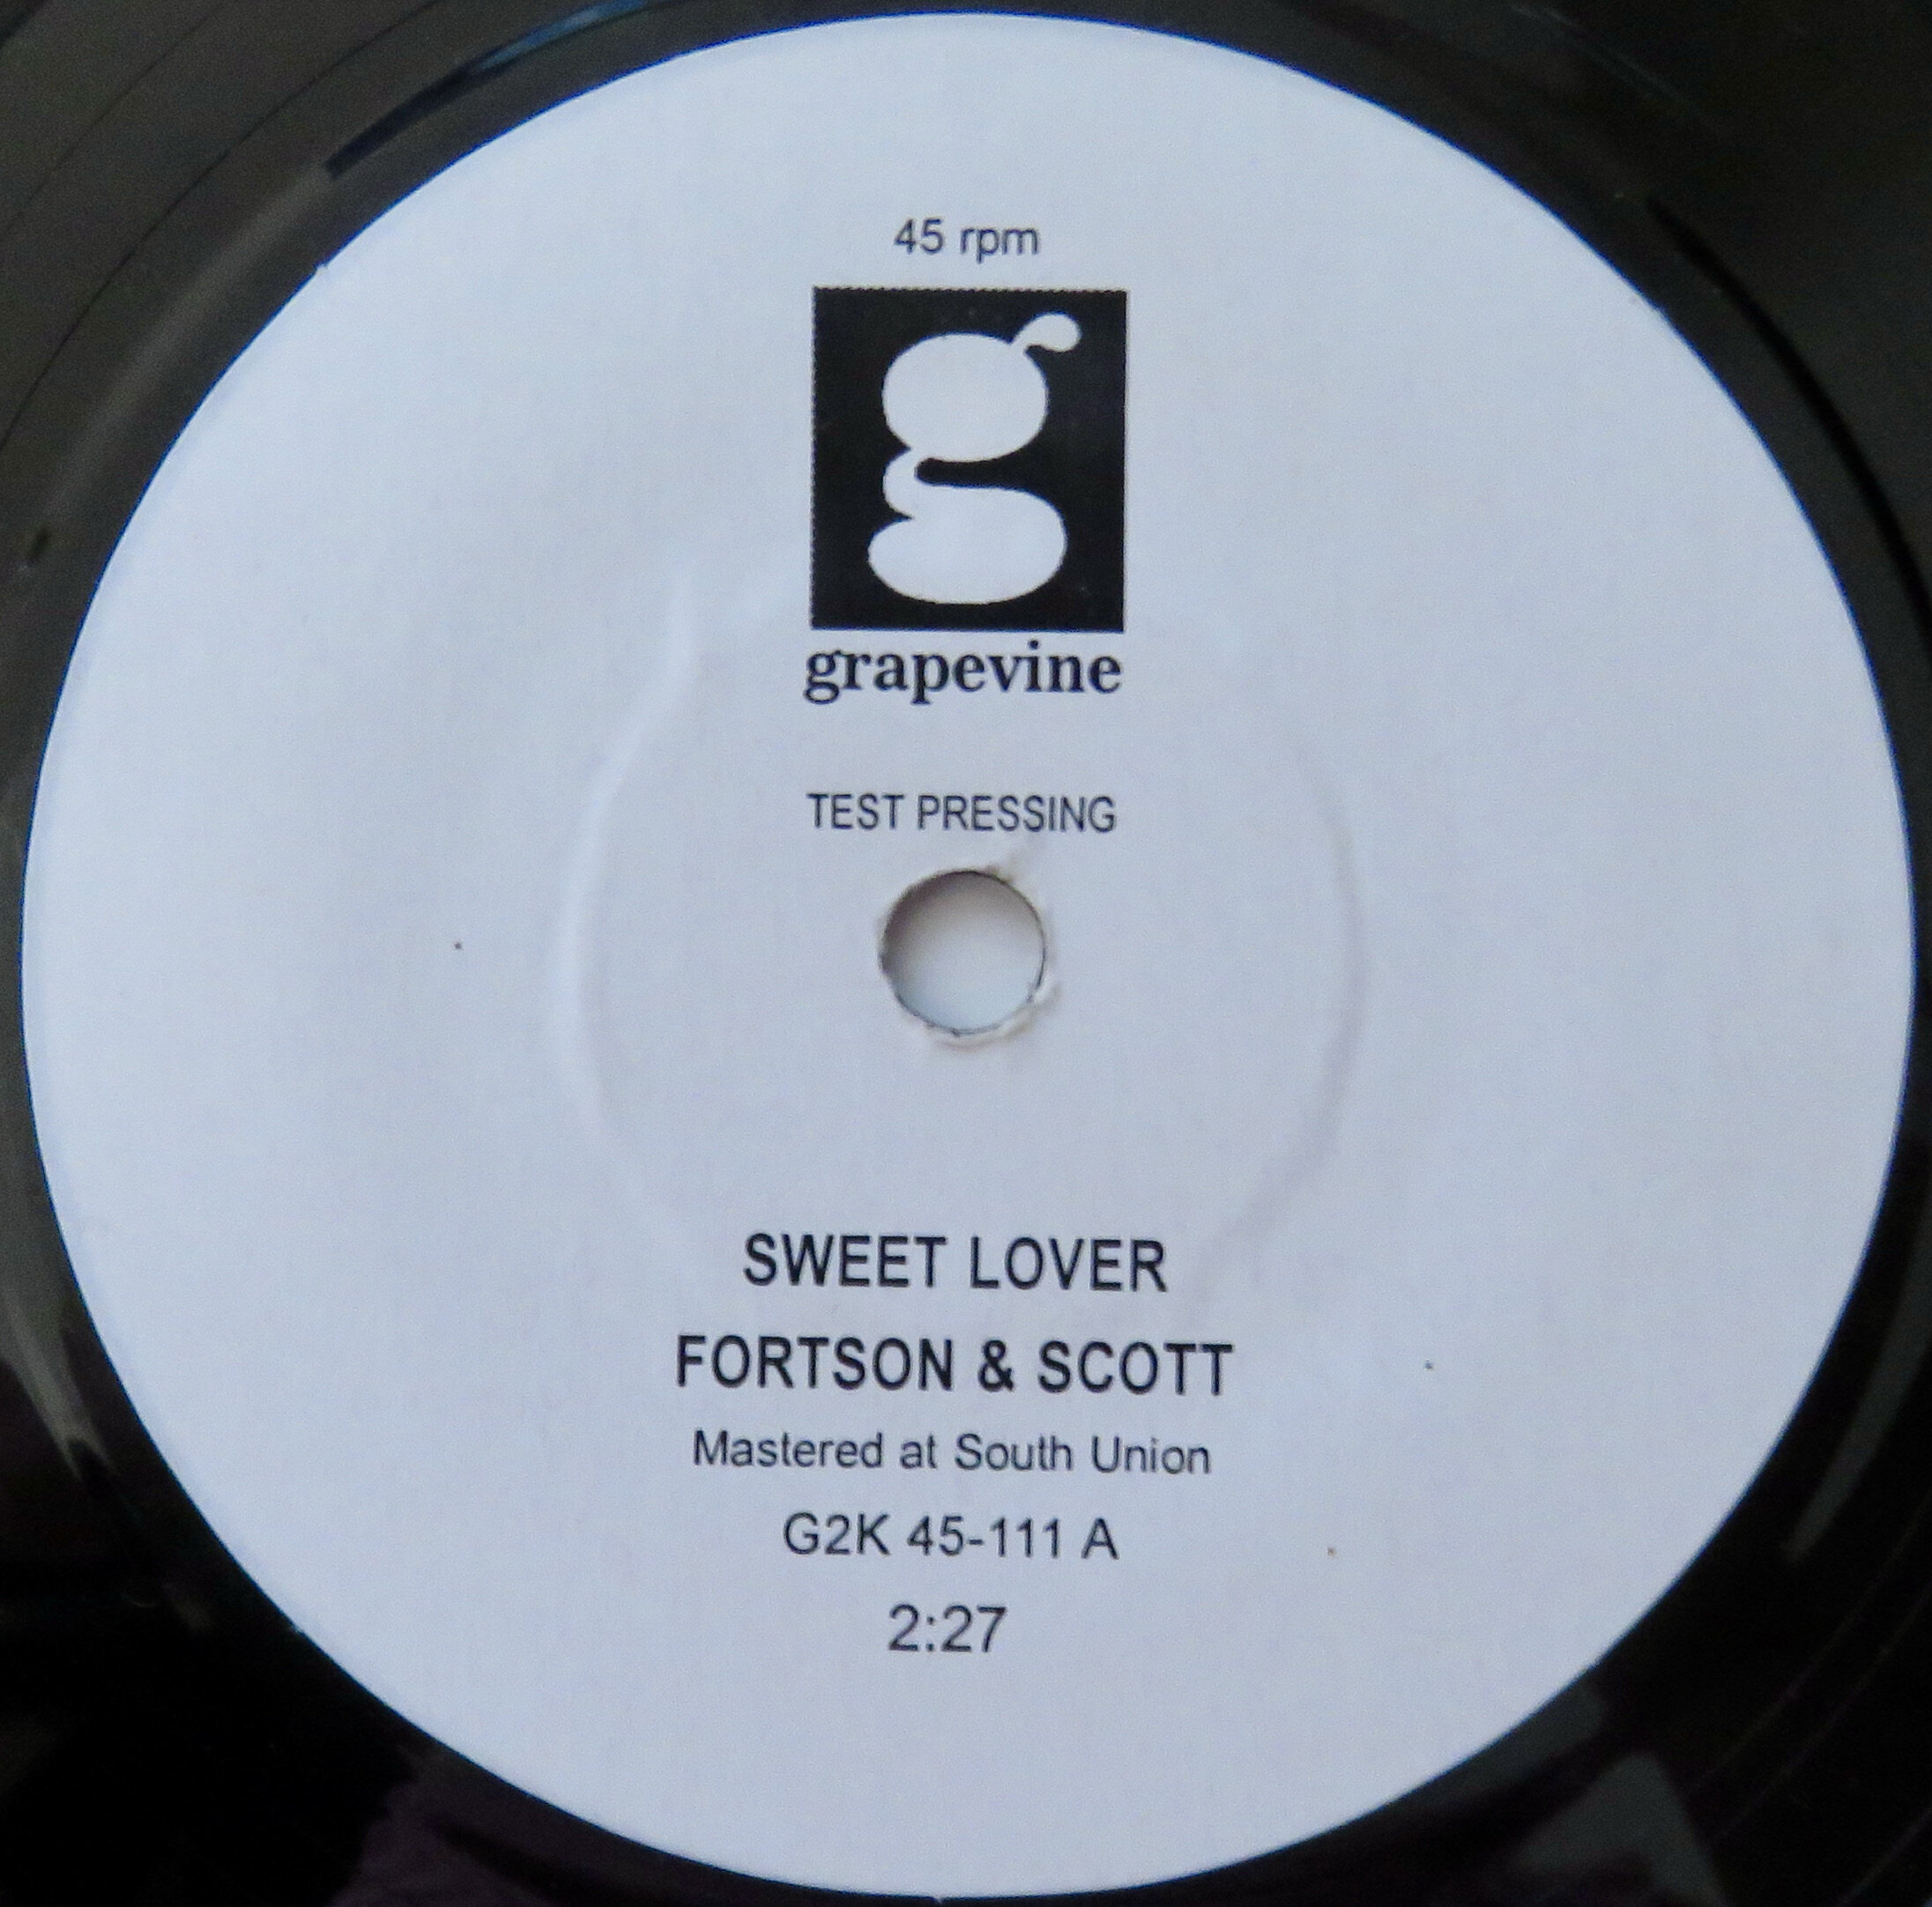 45 rpm
g
grapevine
TEST PRESSING
SWEET LOVER
FORTSON & SCOTT
Mastered at South Union
G2K 45-111 A
2:27